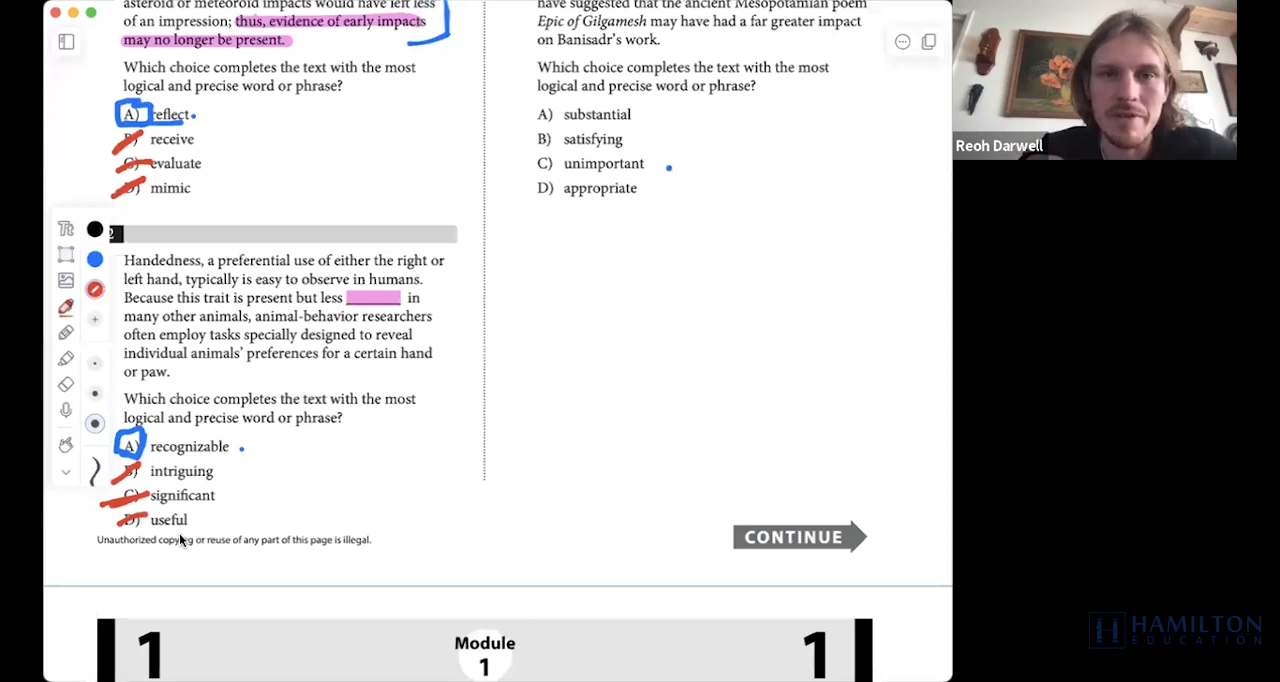 asteroid or meteoroid impacts would have left less
of an impression; thus, evidence of early impacts
may no longer be present.
Which choice completes the text with the most
logical and precise word or phrase?
A) reflect
B) receive
C) evaluate
D) mimic
2
Handedness, a preferential use of either the right or
left hand, typically is easy to observe in humans.
Because this trait is present but less ______ in
many other animals, animal-behavior researchers
often employ tasks specially designed to reveal
individual animals' preferences for a certain hand
or paw.
Which choice completes the text with the most
logical and precise word or phrase?
A) recognizable
B) intriguing
C) significant
D) useful
Unauthorized copying or reuse of any part of this page is illegal.
have suggested that the ancient Mesopotamian poem
Epic of Gilgamesh may have had a far greater impact
on Banisadr's work.
Which choice completes the text with the most
logical and precise word or phrase?
A) substantial
B) satisfying
C) unimportant
D) appropriate
CONTINUE
1
Module
1
1
Tt
Reoh Darwell
HAMILTON
EDUCATION